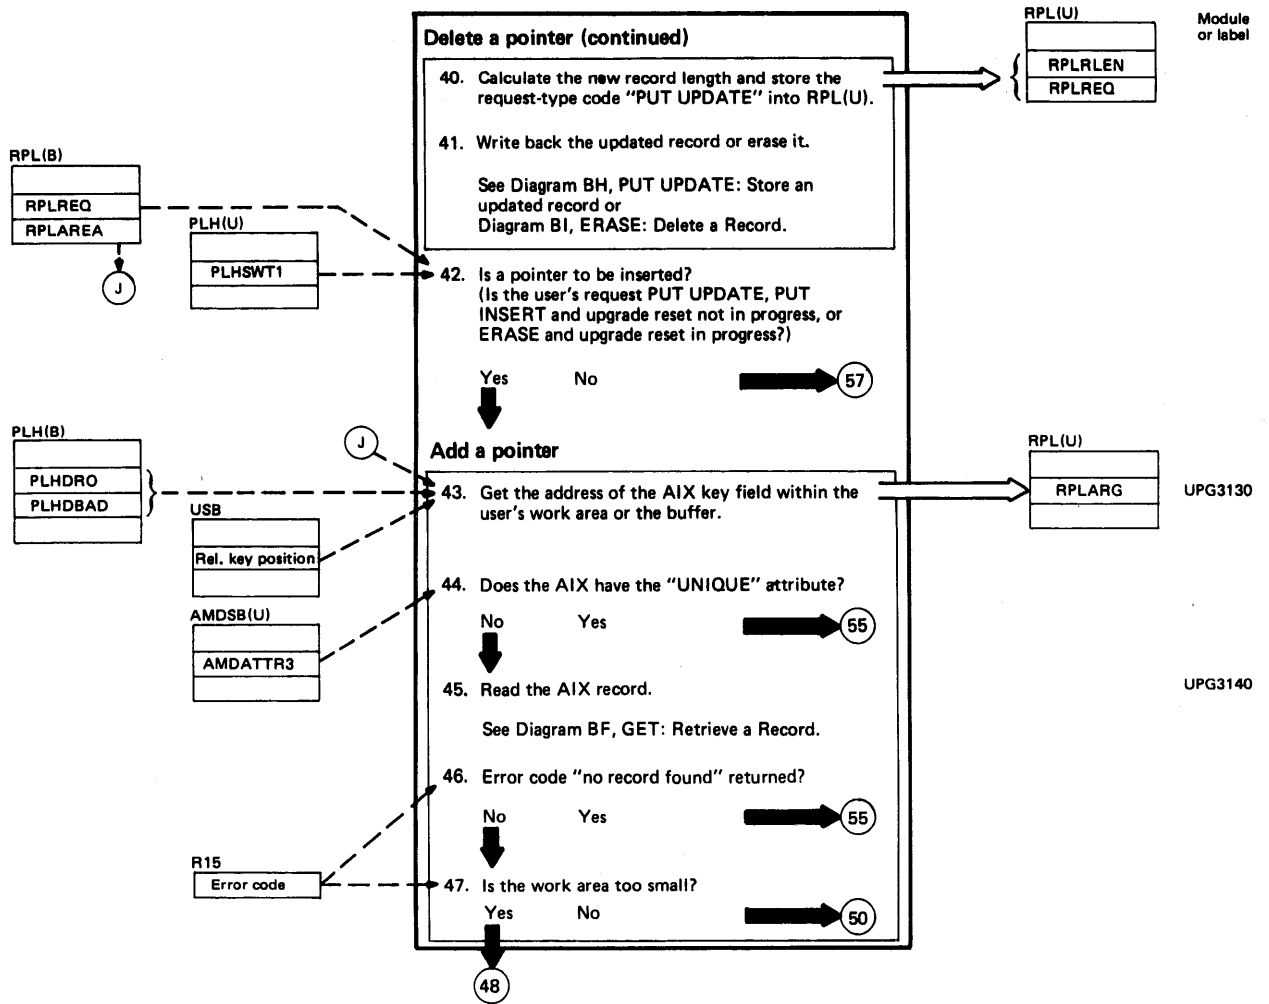 RPL(U)
Module
or label
Delete a pointer (continued)
40. Calculate the new record length and store the
request-type code "PUT UPDATE" into RPL(U).
RPLRLEN
RPLREQ
41. Write back the updated record or erase it.
See Diagram BH, PUT UPDATE: Store an
updated record or
Diagram BI, ERASE: Delete a Record.
RPL(B)
RPLREQ
RPLAREA
J
PLH(U)
PLHSWT1
42. Is a pointer to be inserted?
(Is the user's request PUT UPDATE, PUT
INSERT and upgrade reset not in progress, or
ERASE and upgrade reset in progress?)
Yes No 57
PLH(B)
PLHDRO
PLHDBAD
J
Add a pointer
RPL(U)
RPLARG
UPG3130
43. Get the address of the AIX key field within the
user's work area or the buffer.
USB
Rel. key position
44. Does the AIX have the "UNIQUE" attribute?
No Yes 55
AMDSB(U)
AMDATTR3
45. Read the AIX record.
UPG3140
See Diagram BF, GET: Retrieve a Record.
46. Error code "no record found" returned?
No Yes 55
R15
Error code
47. Is the work area too small?
Yes No 50
48